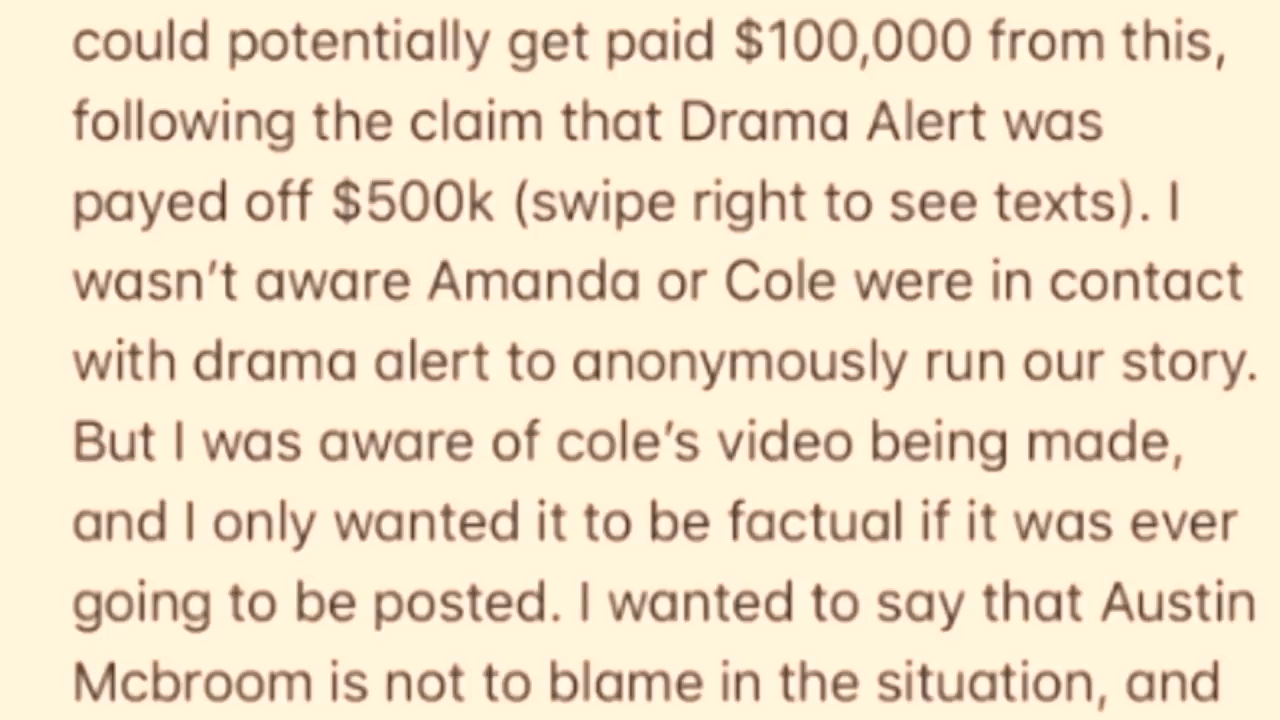 could potentially get paid $100,000 from this,
following the claim that Drama Alert was
payed off $500k (swipe right to see texts). I
wasn't aware Amanda or Cole were in contact
with drama alert to anonymously run our story.
But I was aware of cole's video being made,
and I only wanted it to be factual if it was ever
going to be posted. I wanted to say that Austin
Mcbroom is not to blame in the situation, and